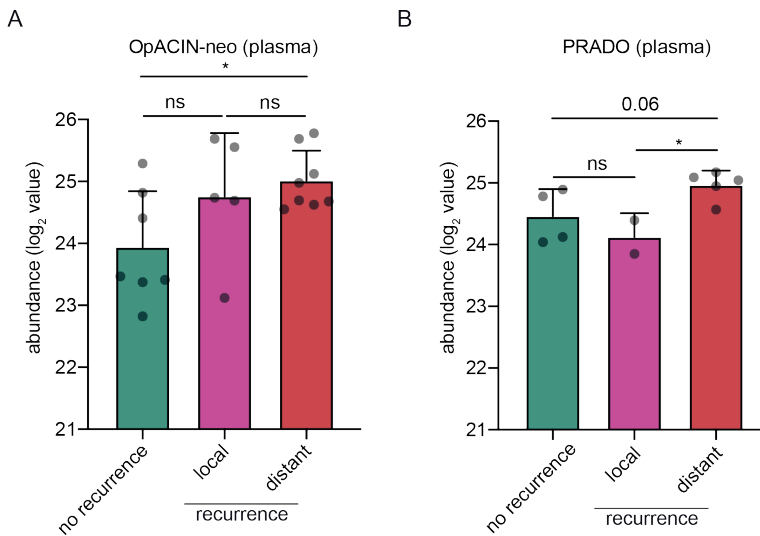 A
OpACIN-neo (plasma)
*
ns
ns
26
25
24
23
22
21
abundance (log2 value)
no recurrence
local
distant
recurrence
B
PRADO (plasma)
0.06
*
ns
26
25
24
23
22
21
abundance (log2 value)
no recurrence
local
distant
recurrence